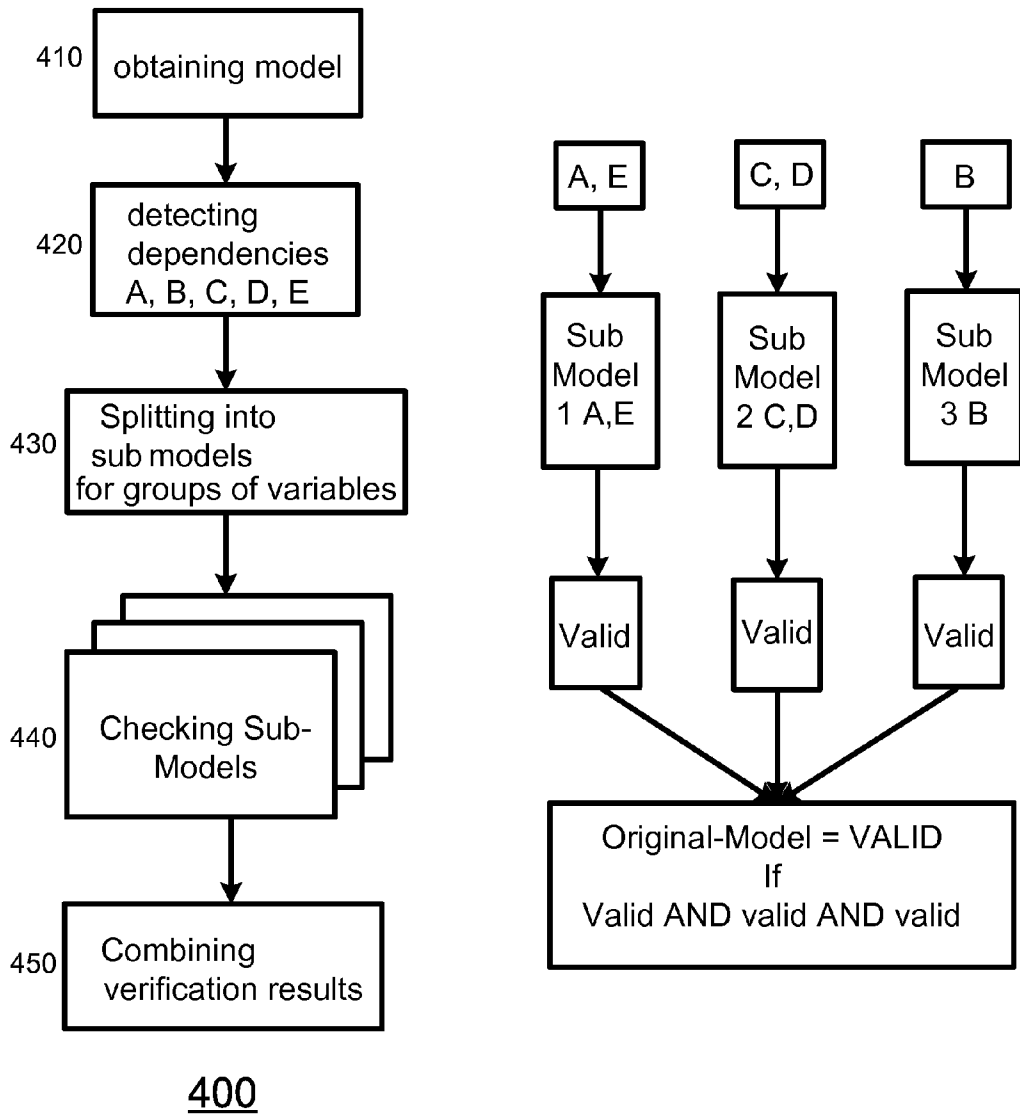 410
obtaining model
420
detecting
dependencies
A, B, C, D, E
430
Splitting into
sub models
for groups of variables
440
Checking Sub-
Models
450
Combining
verification results
400
A, E
C, D
B
Sub
Model
1 A,E
Sub
Model
2 C,D
Sub
Model
3 B
Valid
Valid
Valid
Original-Model = VALID
If
Valid AND valid AND valid